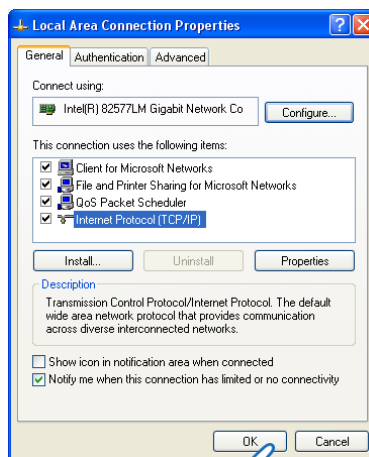 Local Area Connection Properties
General Authentication Advanced
Connect using:
Intel(R) 82577LM Gigabit Network Co
Configure...
This connection uses the following items:
Client for Microsoft Networks
File and Printer Sharing for Microsoft Networks
QoS Packet Scheduler
Internet Protocol (TCP/IP)
Install... Uninstall Properties
Description
Transmission Control Protocol/Internet Protocol. The default
wide area network protocol that provides communication
across diverse interconnected networks.
Show icon in notification area when connected
Notify me when this connection has limited or no connectivity
OK Cancel